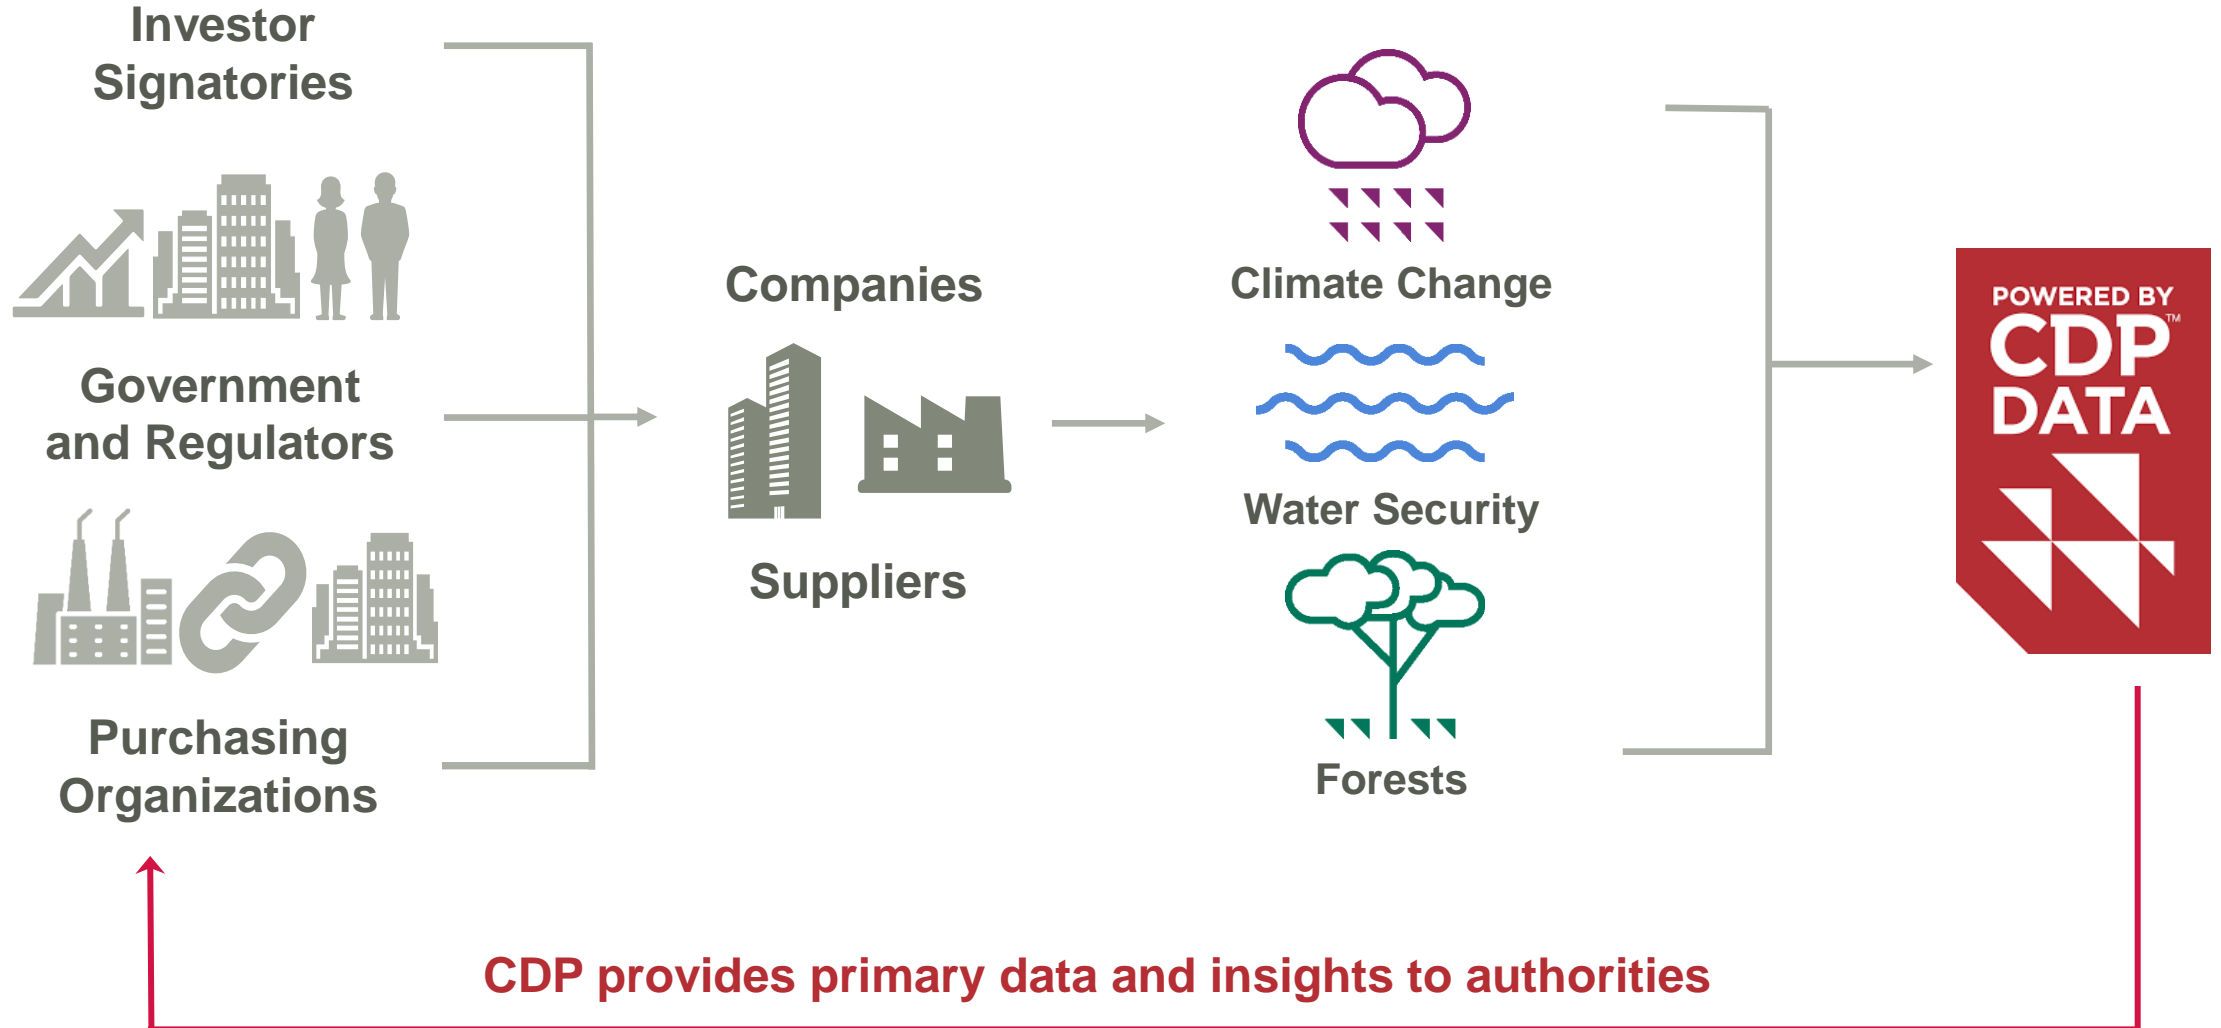 Investor
Signatories
Government
and Regulators
Purchasing
Organizations
Companies
Suppliers
Climate Change
Water Security
Forests
POWERED BY
CDP™
DATA
CDP provides primary data and insights to authorities